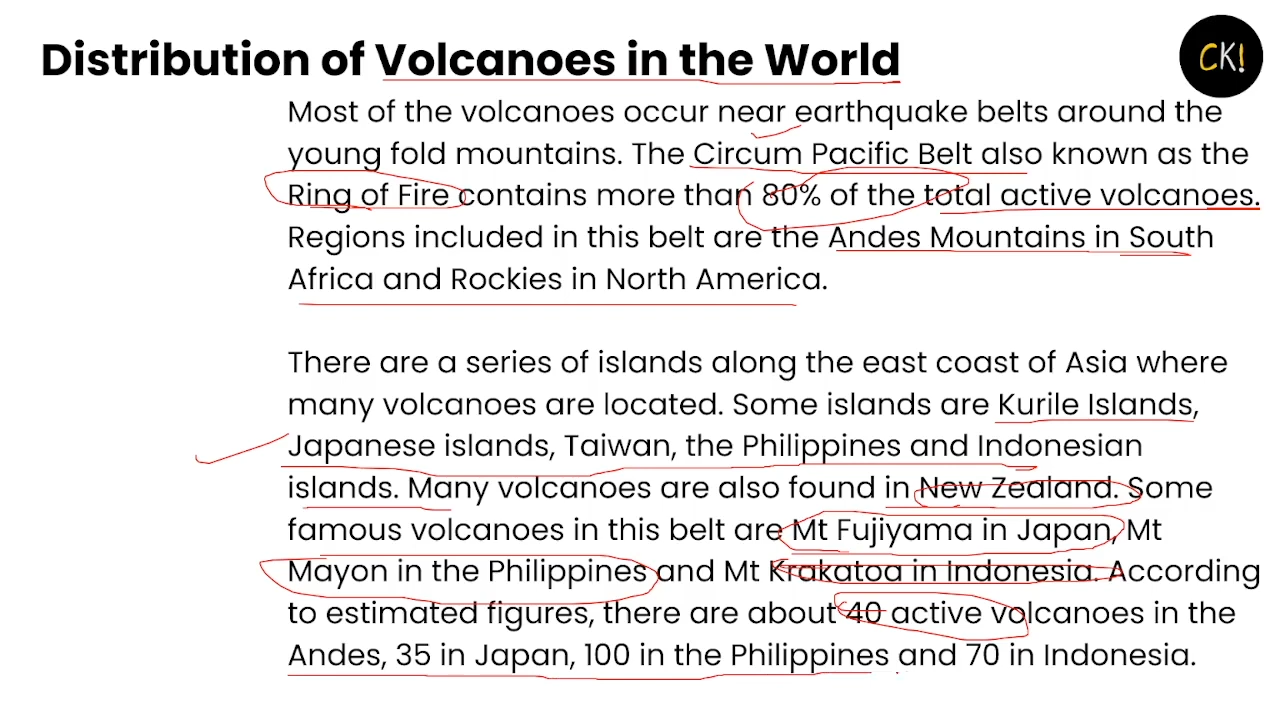 Distribution of Volcanoes in the World
CK!
Most of the volcanoes occur near earthquake belts around the
young fold mountains. The Circum Pacific Belt also known as the
Ring of Fire contains more than 80% of the total active volcanoes.
Regions included in this belt are the Andes Mountains in South
Africa and Rockies in North America.
There are a series of islands along the east coast of Asia where
many volcanoes are located. Some islands are Kurile Islands,
Japanese islands, Taiwan, the Philippines and Indonesian
islands. Many volcanoes are also found in New Zealand. Some
famous volcanoes in this belt are Mt Fujiyama in Japan, Mt
Mayon in the Philippines and Mt Krakatoa in Indonesia. According
to estimated figures, there are about 40 active volcanoes in the
Andes, 35 in Japan, 100 in the Philippines and 70 in Indonesia.